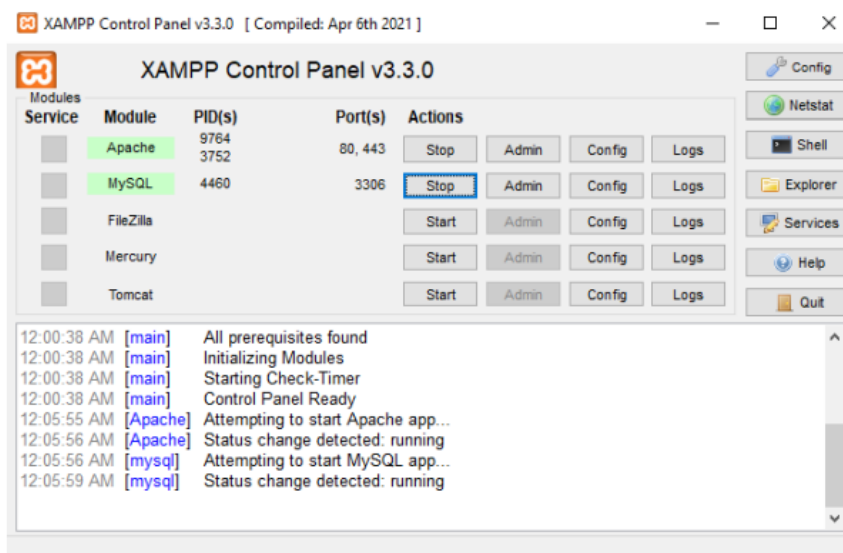 XAMPP Control Panel v3.3.0 [ Compiled: Apr 6th 2021 ]
XAMPP Control Panel v3.3.0
Config
Modules
Service Module PID(s) Port(s) Actions
Netstat
Apache 9764 3752 80, 443 Stop Admin Config Logs
Shell
MySQL 4460 3306 Stop Admin Config Logs
Explorer
FileZilla Start Admin Config Logs
Services
Mercury Start Admin Config Logs
Help
Tomcat Start Admin Config Logs
Quit
12:00:38 AM [main] All prerequisites found
12:00:38 AM [main] Initializing Modules
12:00:38 AM [main] Starting Check-Timer
12:00:38 AM [main] Control Panel Ready
12:05:55 AM [Apache] Attempting to start Apache app...
12:05:56 AM [Apache] Status change detected: running
12:05:56 AM [mysql] Attempting to start MySQL app...
12:05:59 AM [mysql] Status change detected: running